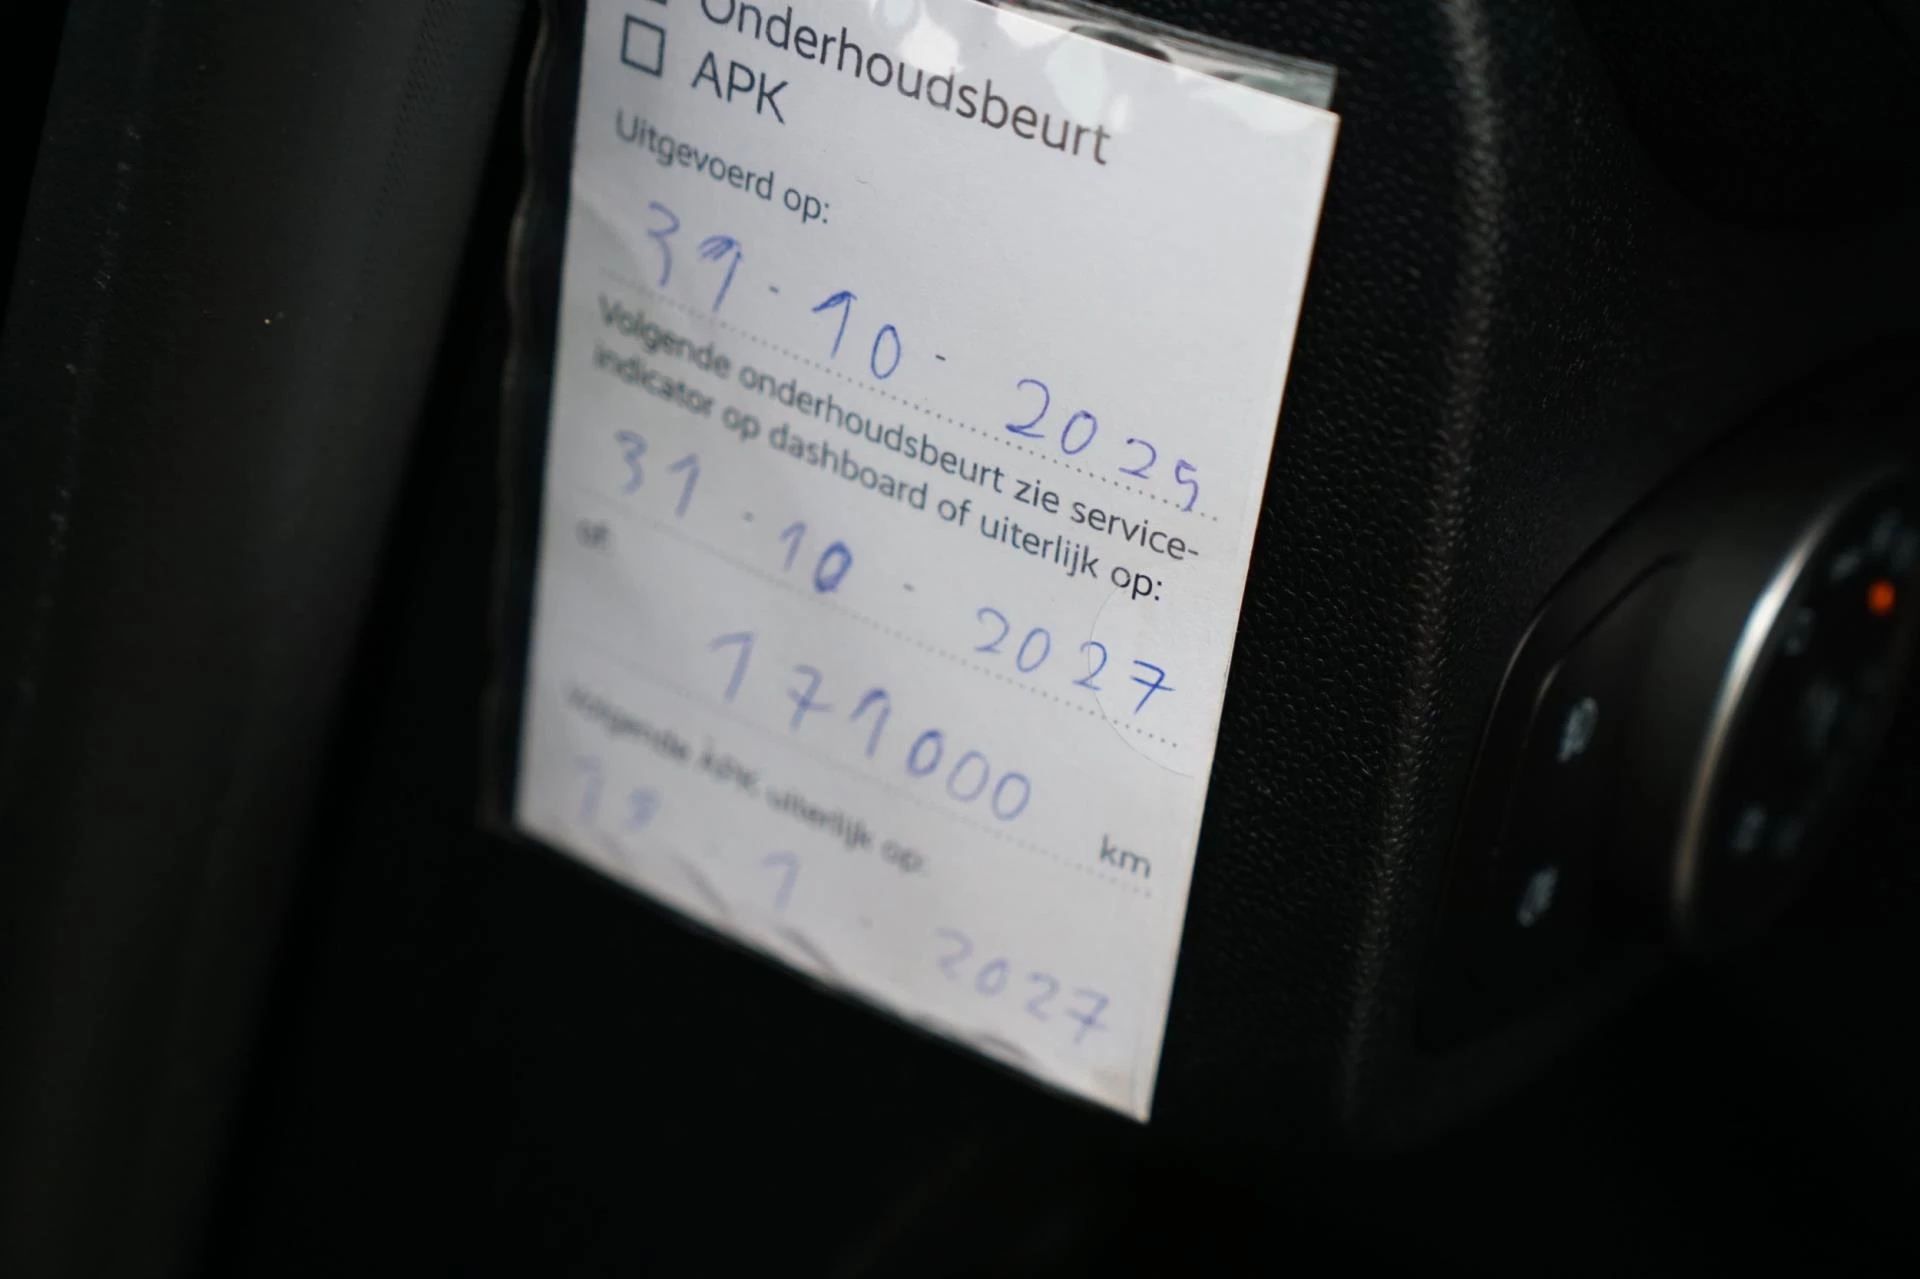 Onderhoudsbeurt
APK
Uitgevoerd op:
31-10-2025
Volgende onderhoudsbeurt zie service-
indicator op dashboard of uiterlijk op:
31-10-2027
of:
171000 km
Volgende APK uiterlijk op:
1-2027